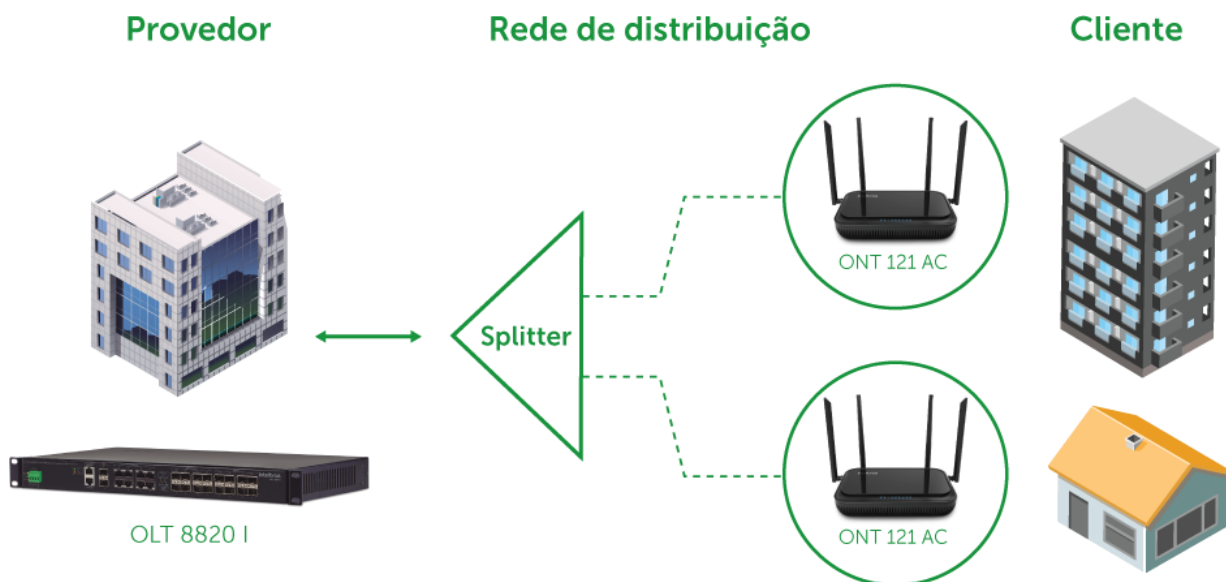 Provedor
Rede de distribuição
Cliente
ONT 121 AC
Splitter
OLT 8820 I
ONT 121 AC